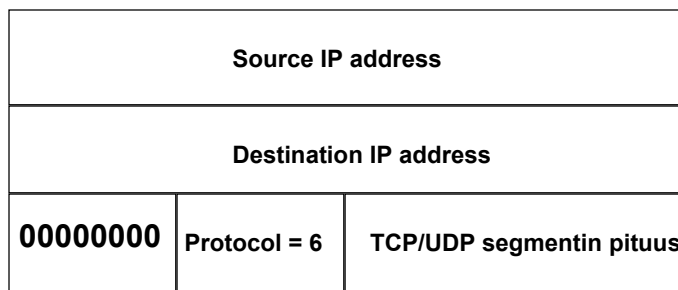 Source IP address
Destination IP address
00000000 Protocol = 6 TCP/UDP segmentin pituus